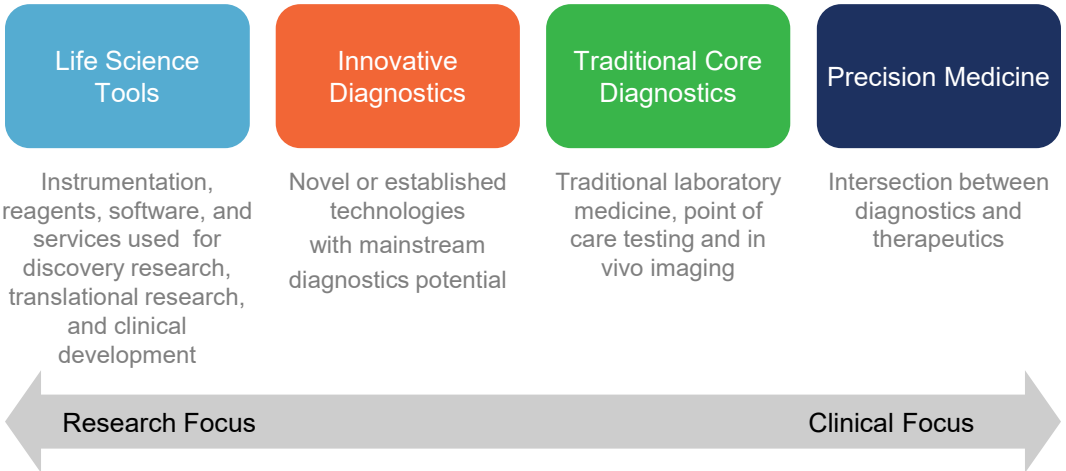 Life Science
Tools
Innovative
Diagnostics
Traditional Core
Diagnostics
Precision Medicine
Instrumentation,
reagents, software, and
services used  for
discovery research,
translational research,
and clinical
development
Novel or established
technologies
with mainstream
diagnostics potential
Traditional laboratory
medicine, point of
care testing and in
vivo imaging
Intersection between
diagnostics and
therapeutics
Research Focus
Clinical Focus